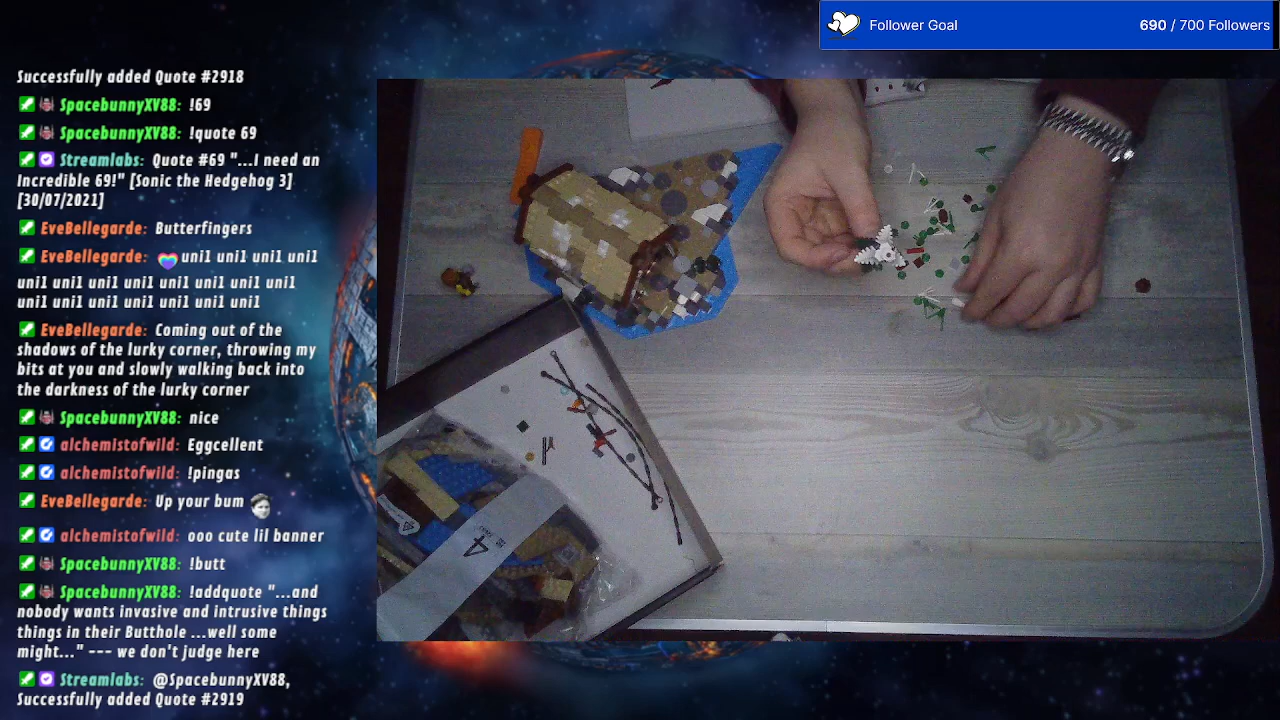 Follower Goal 690 / 700 Followers
Successfully added Quote #2918
SpacebunnyXV88: !69
SpacebunnyXV88: !quote 69
Streamlabs: Quote #69 "...I need an
Incredible 69!" [Sonic the Hedgehog 3]
[30/07/2021]
EveBellegarde: Butterfingers
EveBellegarde: uni1 uni1 uni1 uni1
uni1 uni1 uni1 uni1 uni1 uni1 uni1
uni1 uni1 uni1 uni1 uni1 uni1
EveBellegarde: Coming out of the
shadows of the lurky corner, throwing my
bits at you and slowly walking back into
the darkness of the lurky corner
SpacebunnyXV88: nice
alchemistofwild: Eggcellent
alchemistofwild: !pingas
EveBellegarde: Up your bum
alchemistofwild: ooo cute lil banner
SpacebunnyXV88: !butt
SpacebunnyXV88: !addquote "...and
nobody wants invasive and intrusive things
things in their Butthole ...well some
might..." --- we don't judge here
Streamlabs: @SpacebunnyXV88,
Successfully added Quote #2919
4